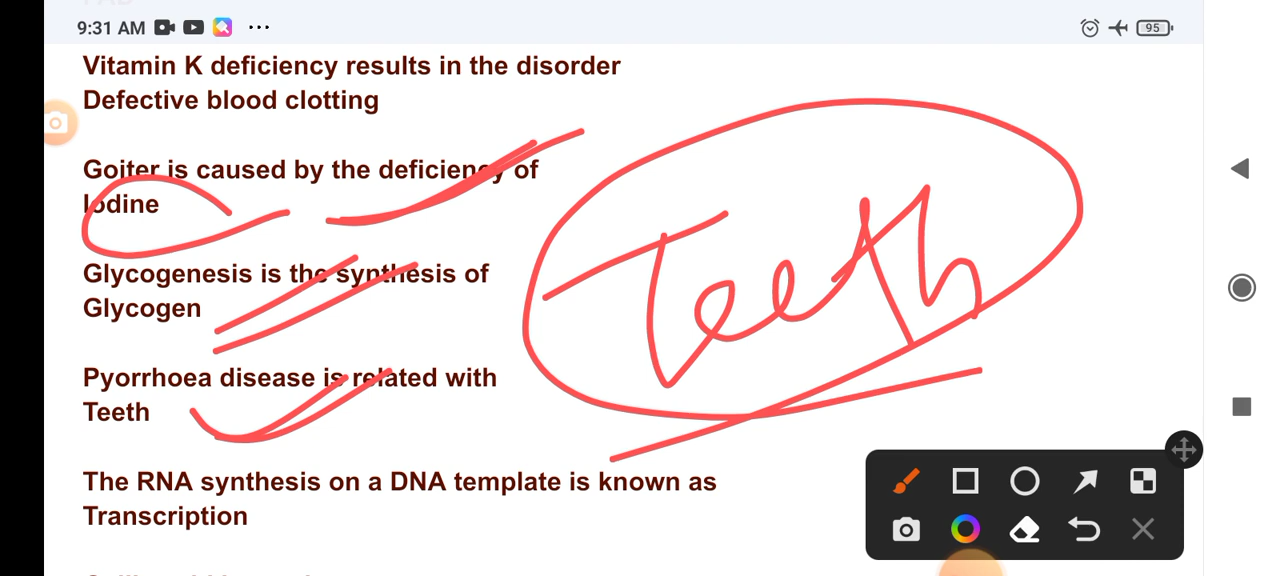 9:31 AM
95
Vitamin K deficiency results in the disorder
Defective blood clotting
Goiter is caused by the deficiency of
Iodine
Glycogenesis is the synthesis of
Glycogen
Teeth
Pyorrhoea disease is related with
Teeth
The RNA synthesis on a DNA template is known as
Transcription